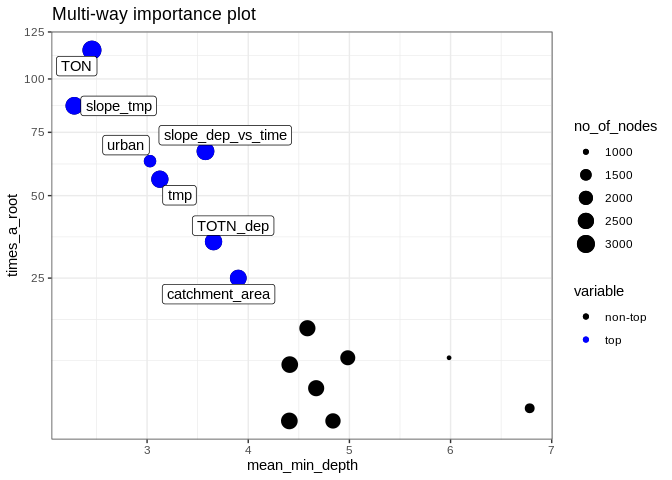 Multi-way importance plot
125
100
75
50
25
times_a_root
TON
slope_tmp
urban
slope_dep_vs_time
tmp
TOTN_dep
catchment_area
3
4
5
6
7
mean_min_depth
no_of_nodes
1000
1500
2000
2500
3000
variable
non-top
top